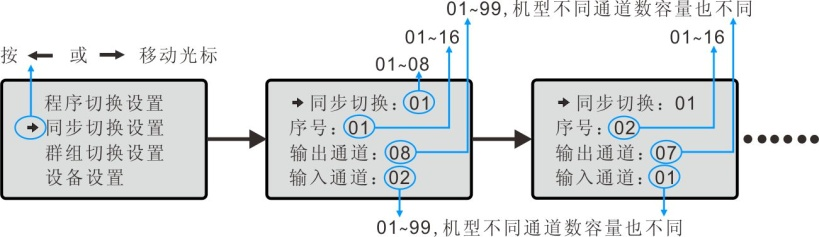 01~99,机型不同通道数容量也不同
01~16
01~16
按 ← 或 → 移动光标
01~08
程序切换设置
→同步切换设置
群组切换设置
设备设置
→同步切换:01
序号:01
输出通道:08
输入通道:02
→同步切换:01
序号:02
输出通道:07
输入通道:01
······
01~99,机型不同通道数容量也不同